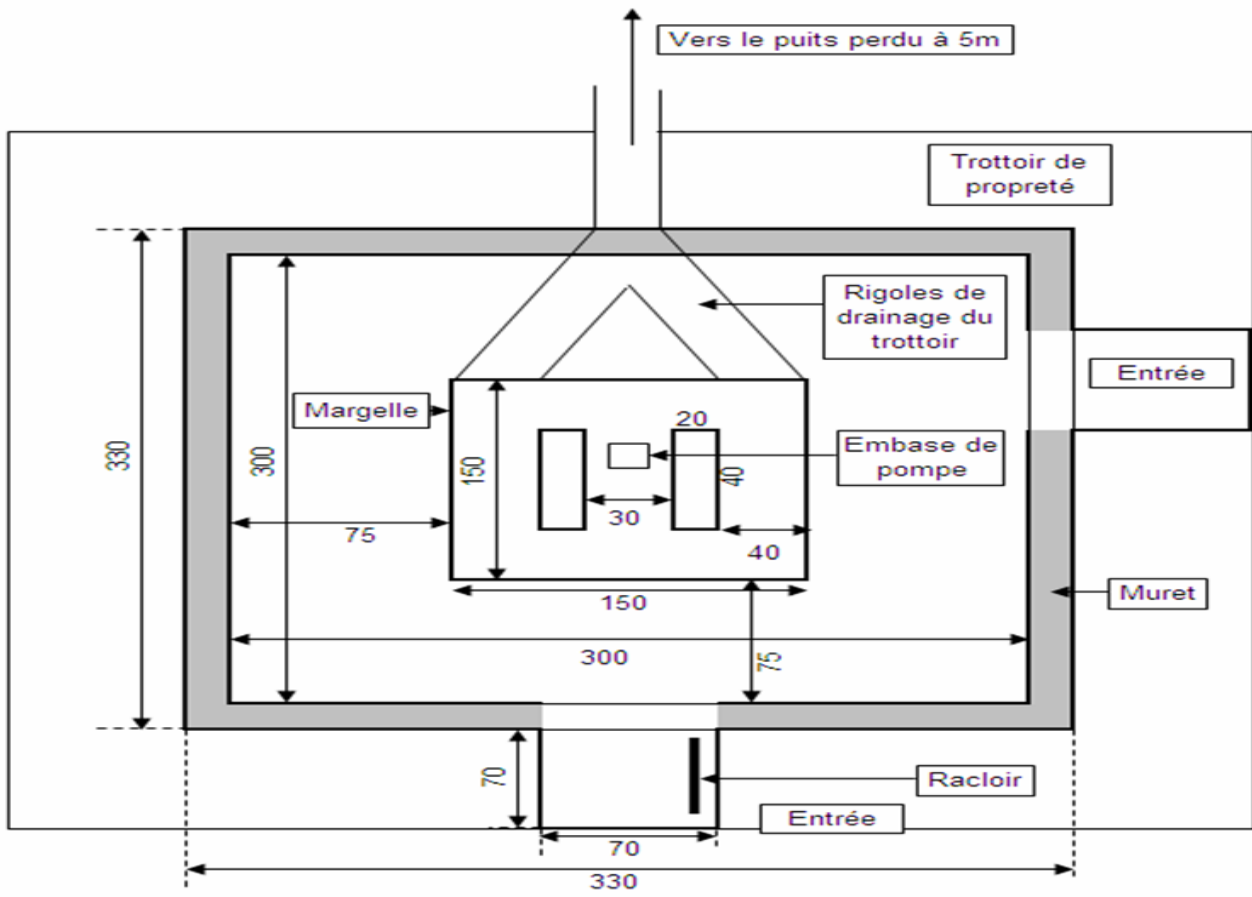 Vers le puits perdu à 5m
Trottoir de
propreté
Rigoles de
drainage du
trottoir
Entrée
Margelle
20
Embase de
pompe
330
300
150
40
30
75
40
150
Muret
300
75
70
Racloir
Entrée
70
330